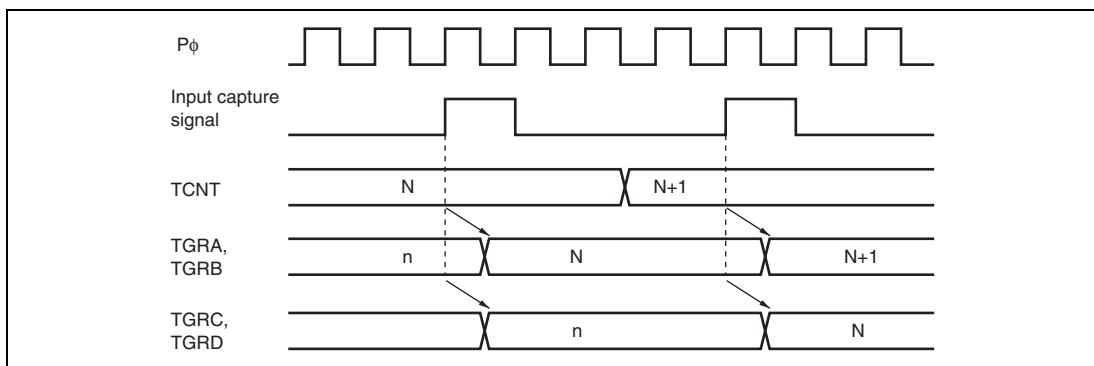 Pϕ
Input capture
signal
TCNT
N
N+1
TGRA,
TGRB
n
N
N+1
TGRC,
TGRD
n
N